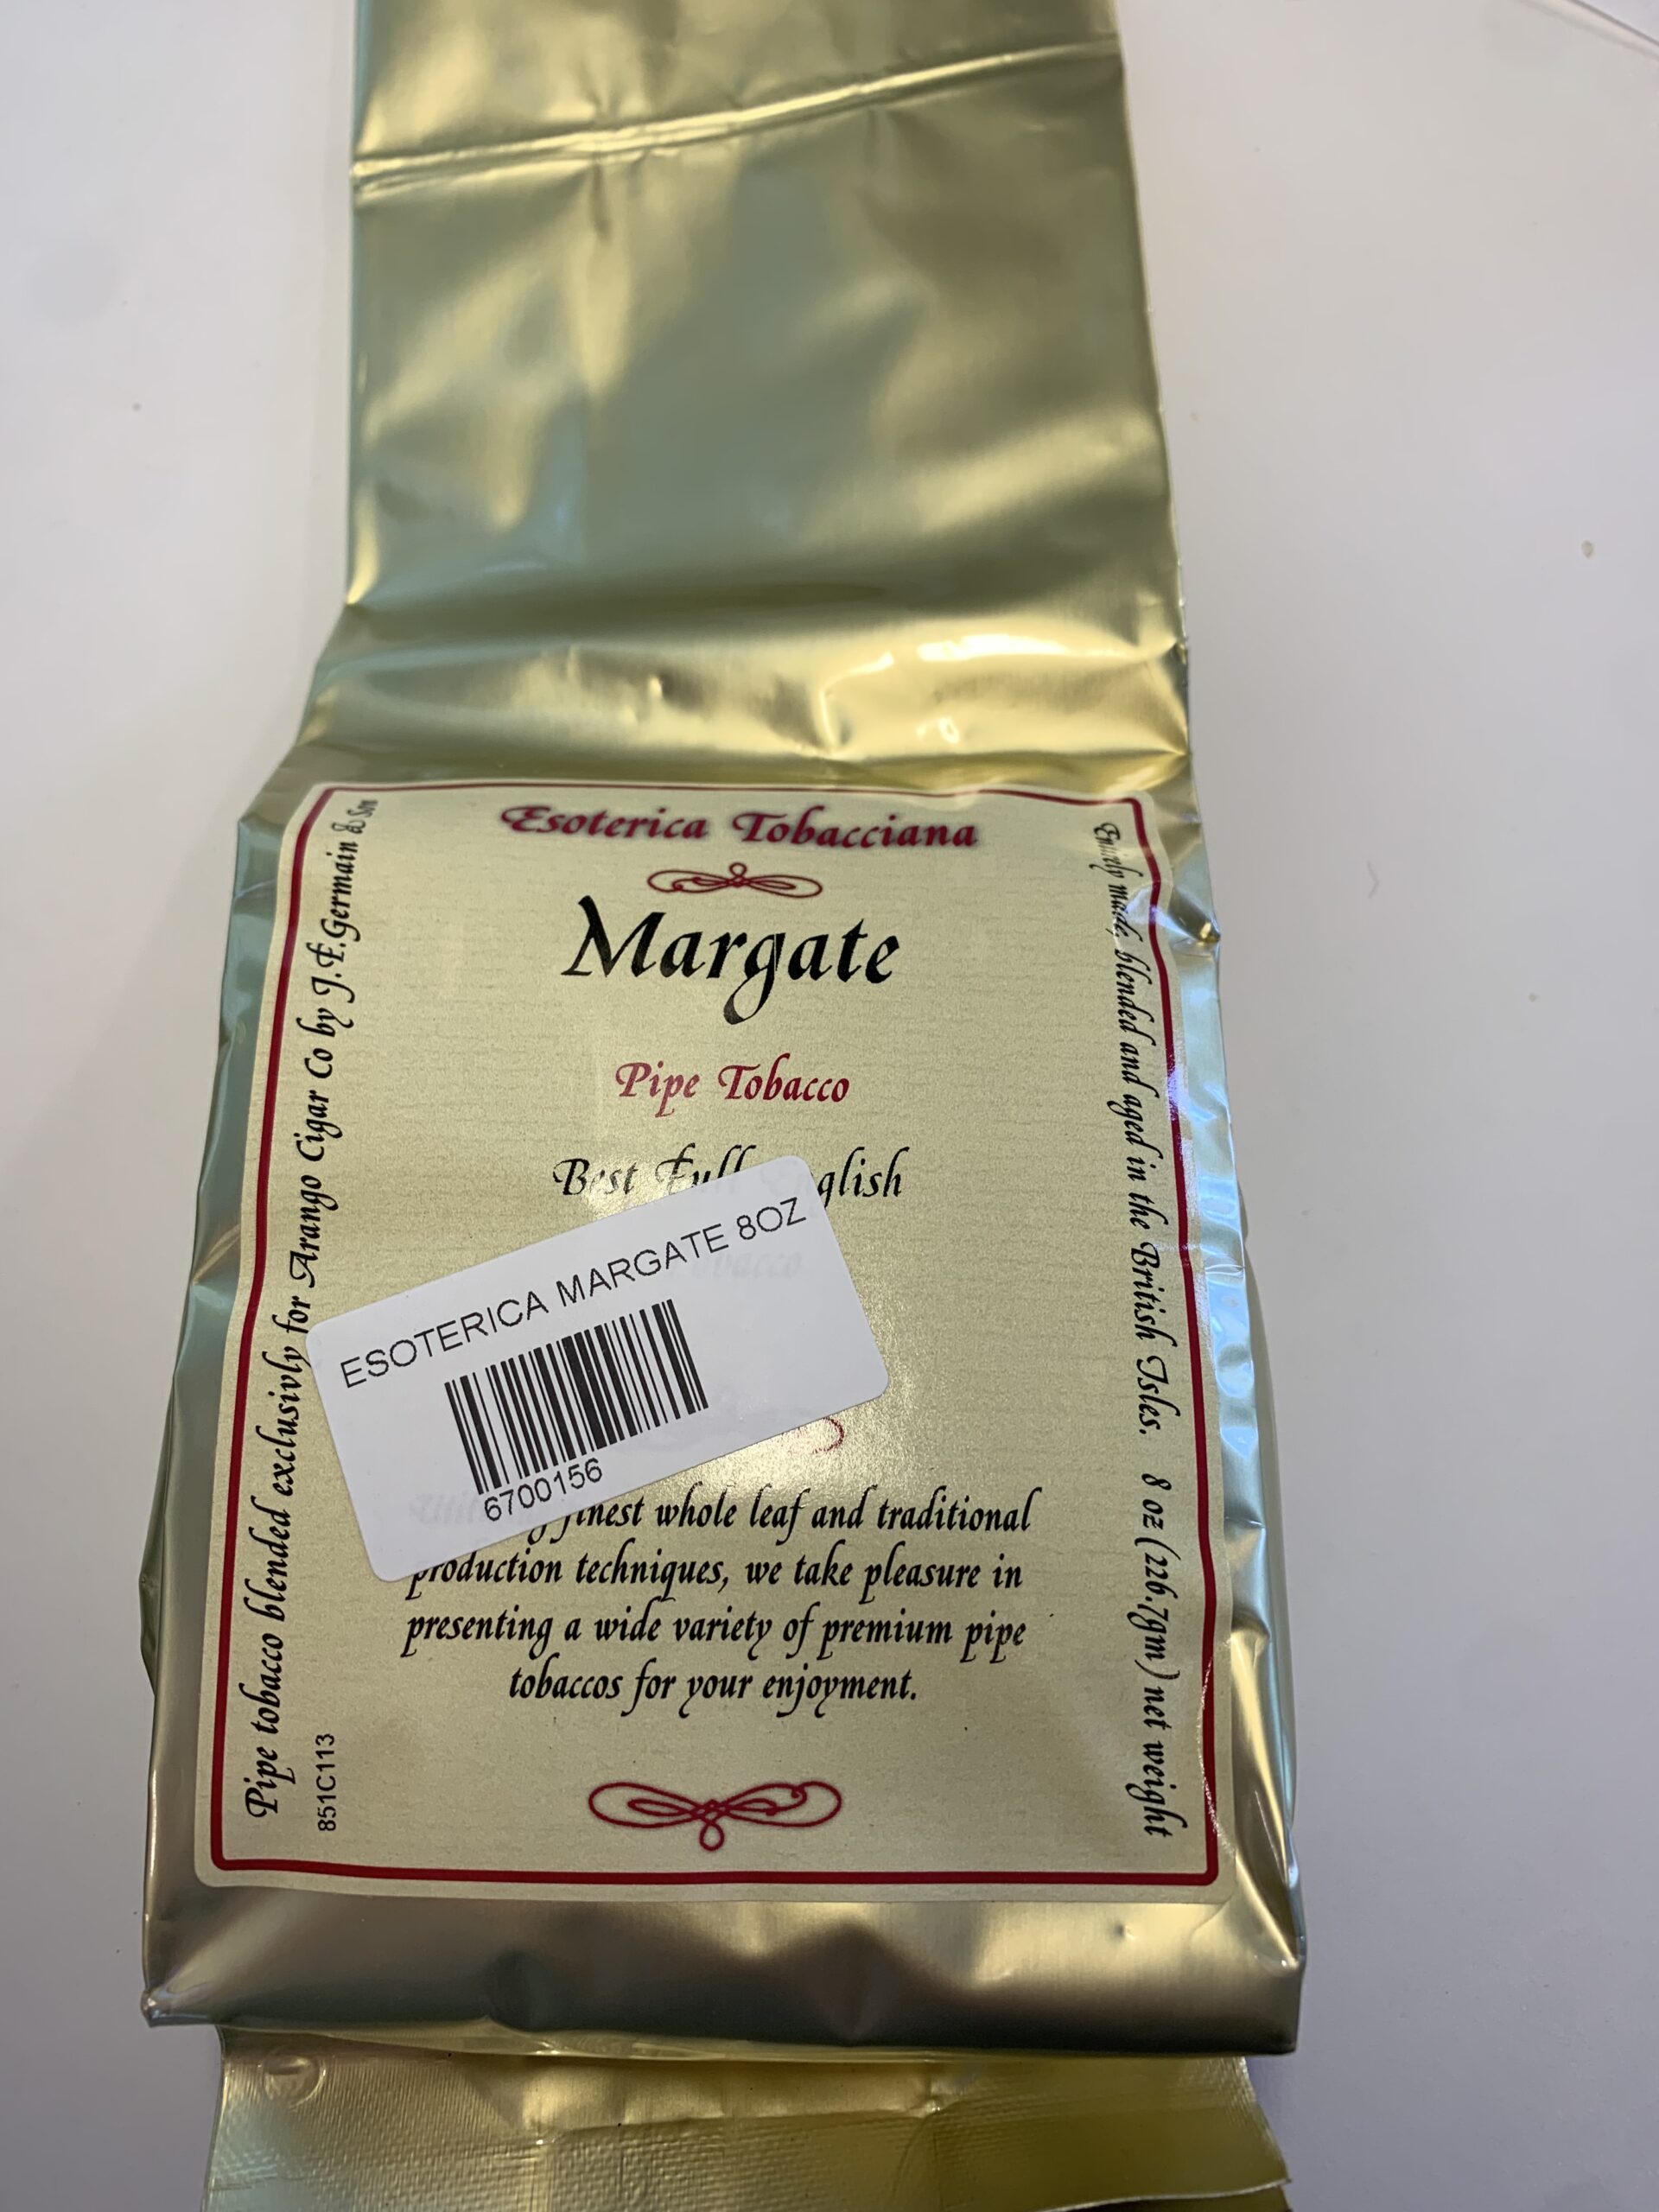 Esoterica Tobacciana
Margate
Pipe Tobacco
Best Full glish
ESOTERICA MARGATE 8OZ
6700156
finest whole leaf and traditional
production techniques, we take pleasure in
presenting a wide variety of premium pipe
tobaccos for your enjoyment.
Pipe tobacco blended exclusivly for Arango Cigar Co by J.F.Germain & Son
851C113
Entirly made, blended and aged in the British Isles. 8 oz (226.7gm) net weight